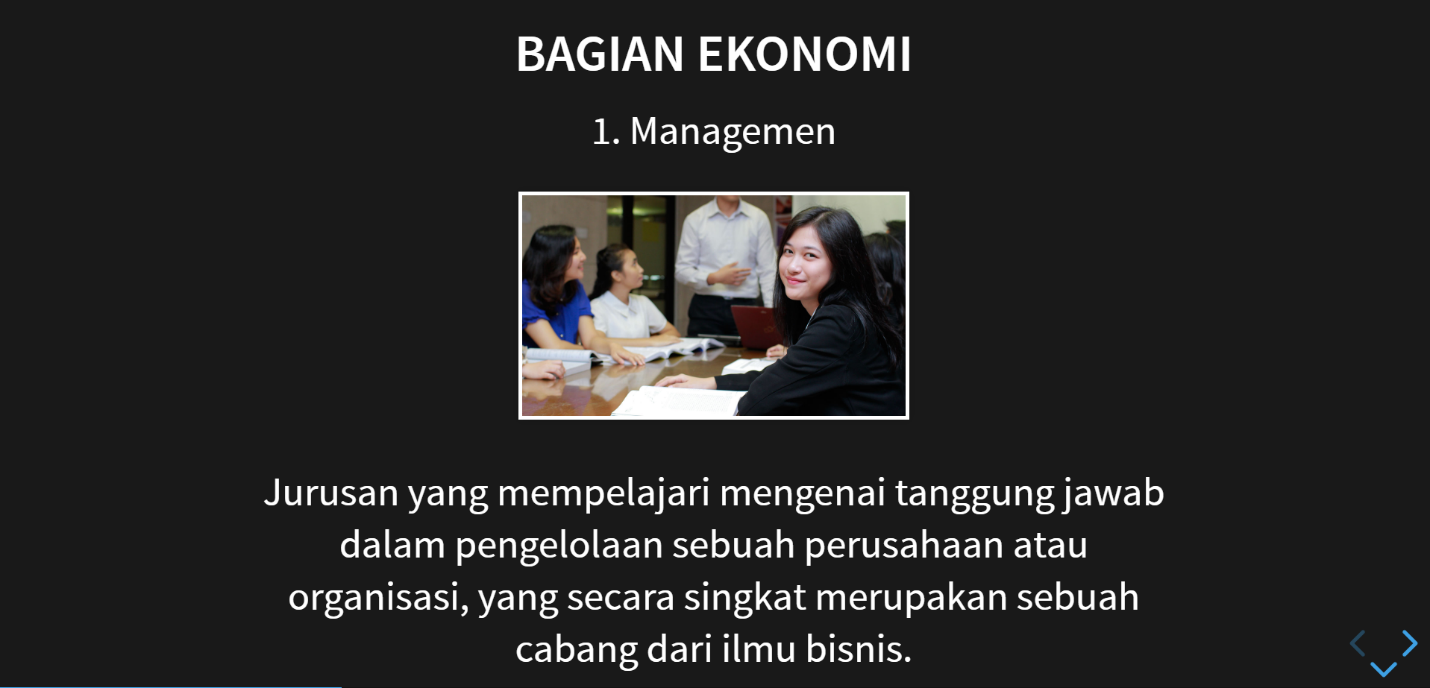 BAGIAN EKONOMI
1. Managemen
Jurusan yang mempelajari mengenai tanggung jawab
dalam pengelolaan sebuah perusahaan atau
organisasi, yang secara singkat merupakan sebuah
cabang dari ilmu bisnis.